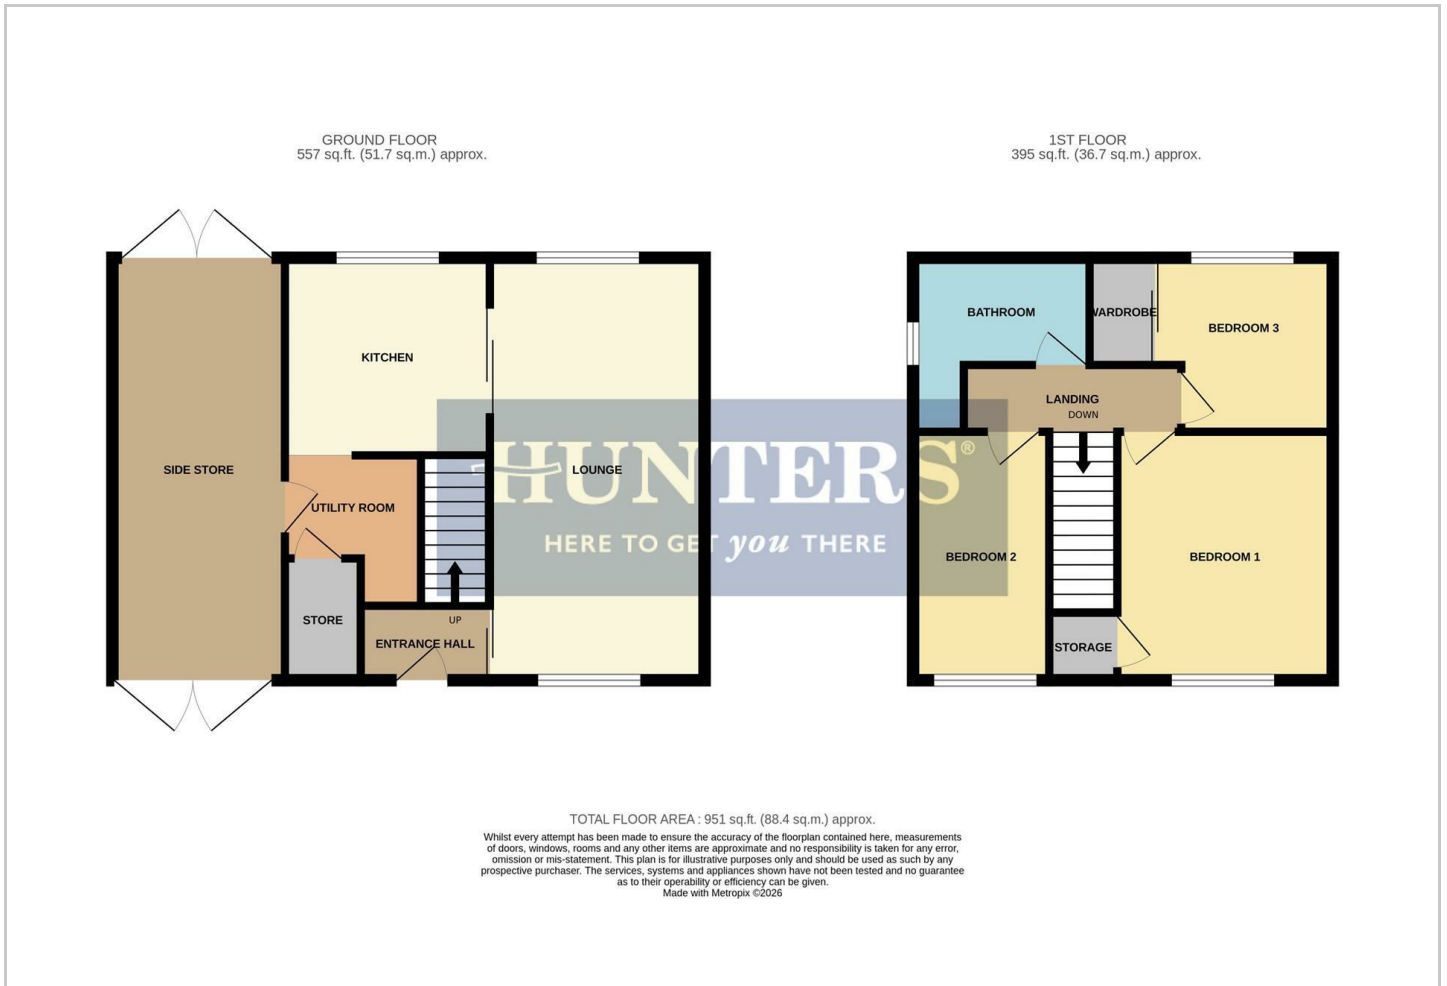 GROUND FLOOR
557 sq.ft. (51.7 sq.m.) approx.
1ST FLOOR
395 sq.ft. (36.7 sq.m.) approx.
BATHROOM
WARDROBE
BEDROOM 3
KITCHEN
LANDING
DOWN
SIDE STORE
LOUNGE
HUNTERS®
HERE TO GET you THERE
UTILITY ROOM
BEDROOM 2
BEDROOM 1
STORE
UP
ENTRANCE HALL
STORAGE
TOTAL FLOOR AREA : 951 sq.ft. (88.4 sq.m.) approx.
Whilst every attempt has been made to ensure the accuracy of the floorplan contained here, measurements
of doors, windows, rooms and any other items are approximate and no responsibility is taken for any error,
omission or mis-statement. This plan is for illustrative purposes only and should be used as such by any
prospective purchaser. The services, systems and appliances shown have not been tested and no guarantee
as to their operability or efficiency can be given.
Made with Metropix ©2026